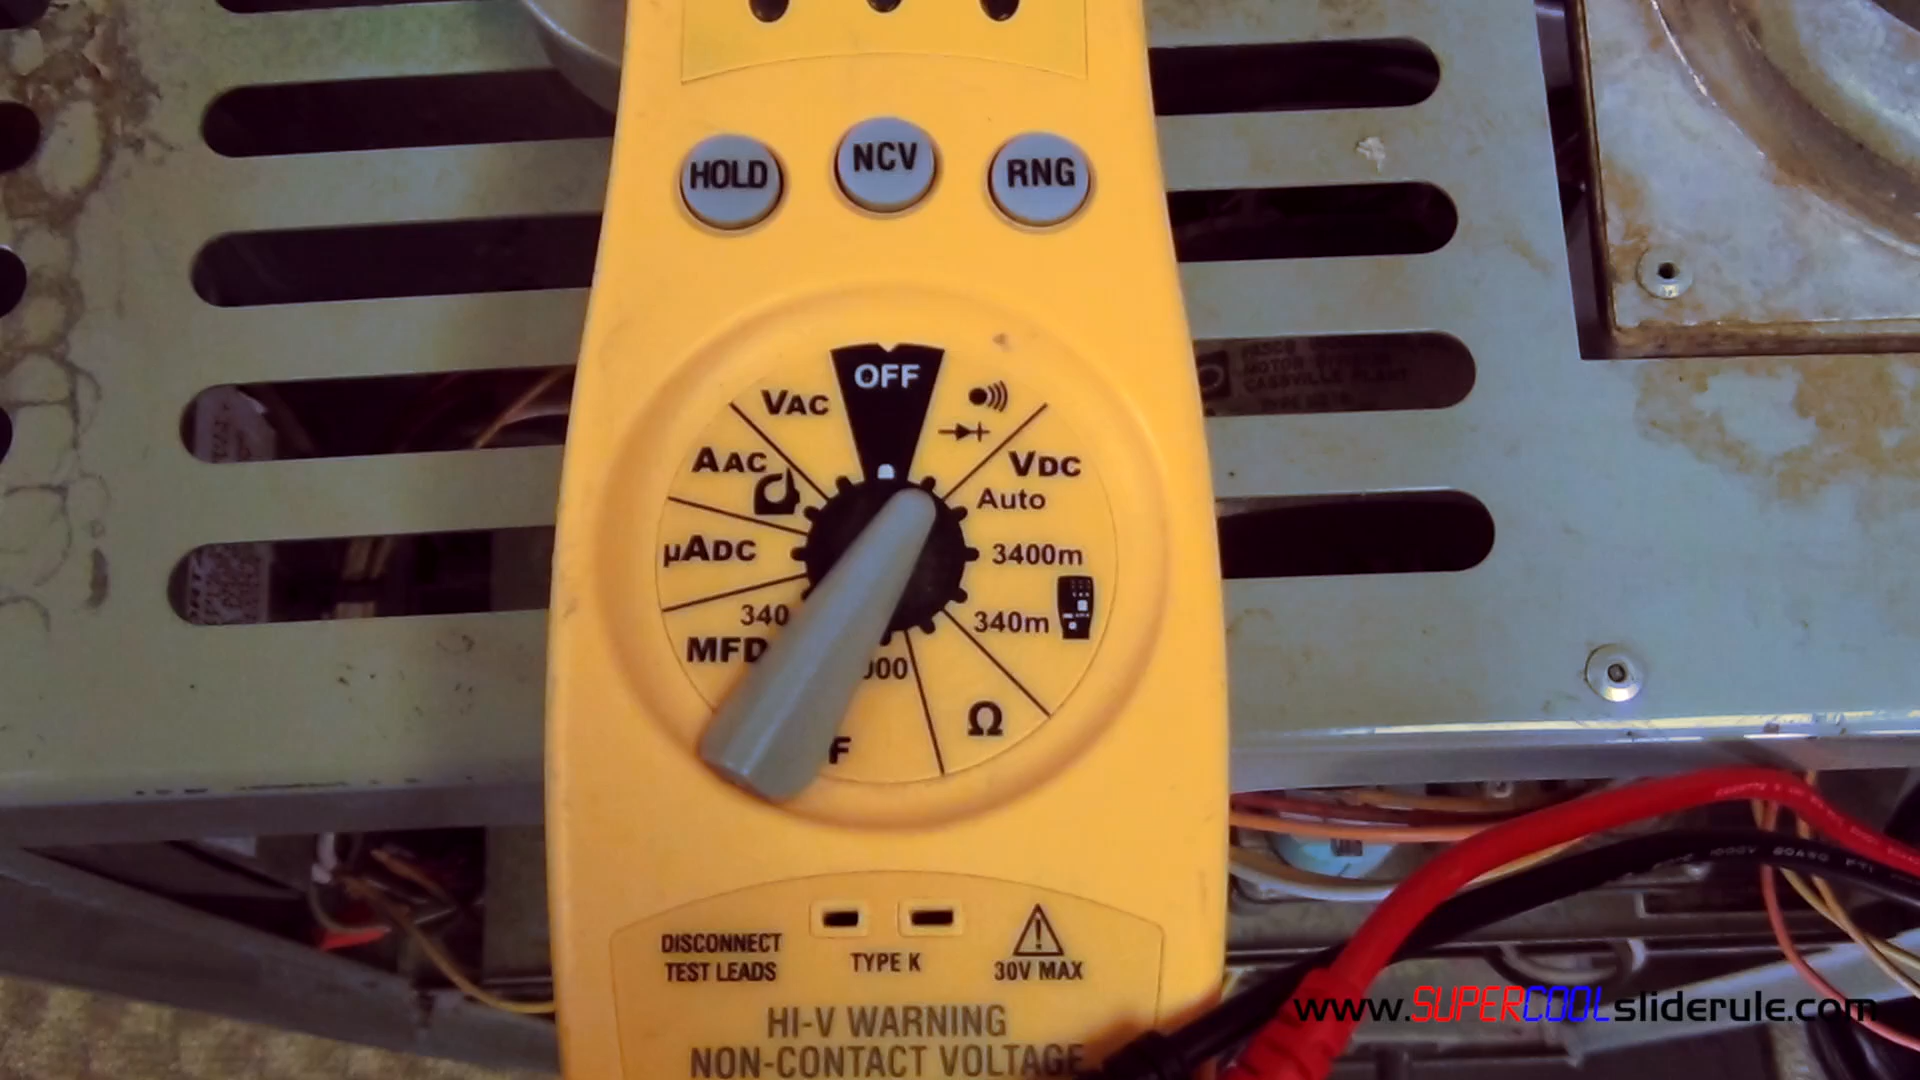 HOLD
NCV
RNG
OFF
VAC
AAC
µADC
340
MFD
000
F
VDC
Auto
3400m
340m
Ω
DISCONNECT
TEST LEADS
TYPE K
30V MAX
HI-V WARNING
NON-CONTACT VOLTAGE
www.SUPERCOOLsliderule.com